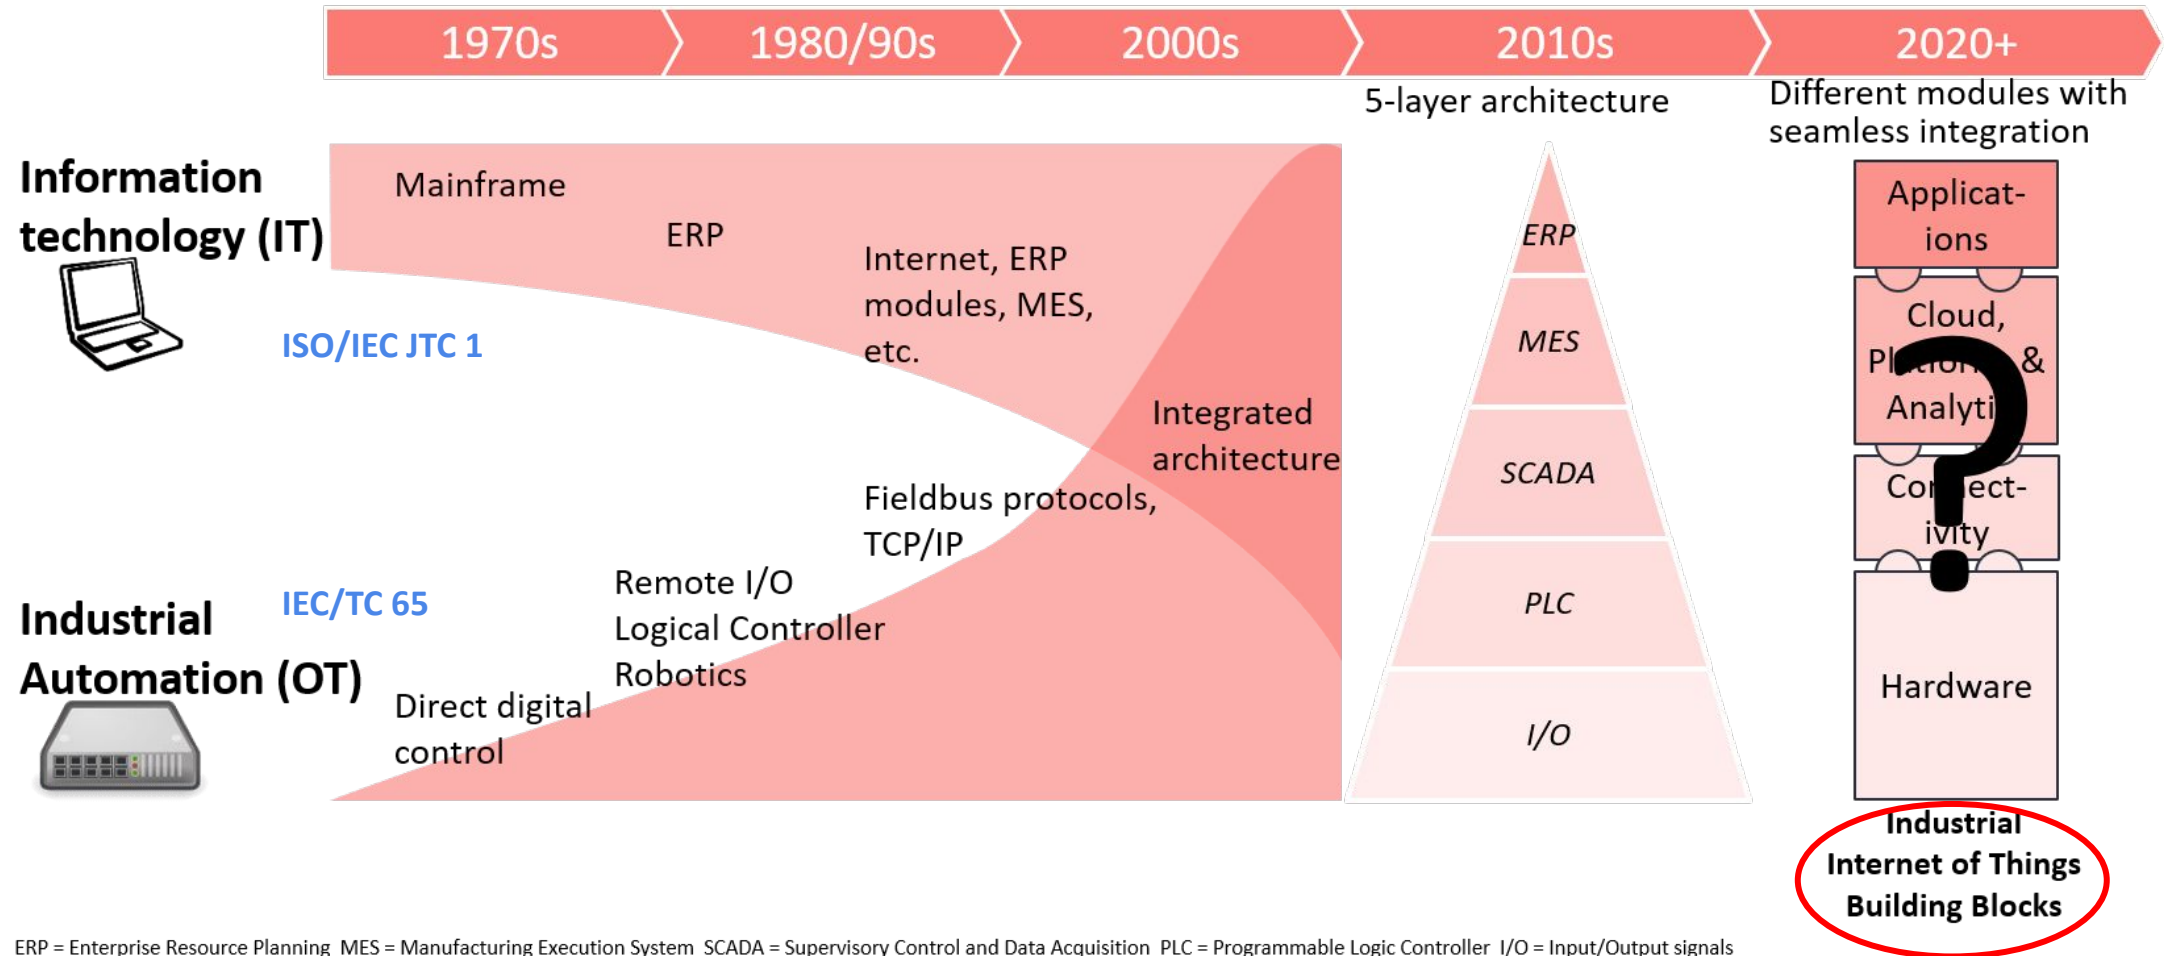 1970s
1980/90s
2000s
2010s
2020+
5-layer architecture
Different modules with
seamless integration
Information
technology (IT)
ISO/IEC JTC 1
Industrial
Automation (OT)
IEC/TC 65
Mainframe
ERP
Internet, ERP
modules, MES,
etc.
Integrated
architecture
Fieldbus protocols,
TCP/IP
Remote I/O
Logical Controller
Robotics
Direct digital
control
ERP
MES
SCADA
PLC
I/O
Applicat-
ions
Cloud,
&
?
Hardware
Industrial
Internet of Things
Building Blocks
ERP = Enterprise Resource Planning MES = Manufacturing Execution System SCADA = Supervisory Control and Data Acquisition PLC = Programmable Logic Controller I/O = Input/Output signals